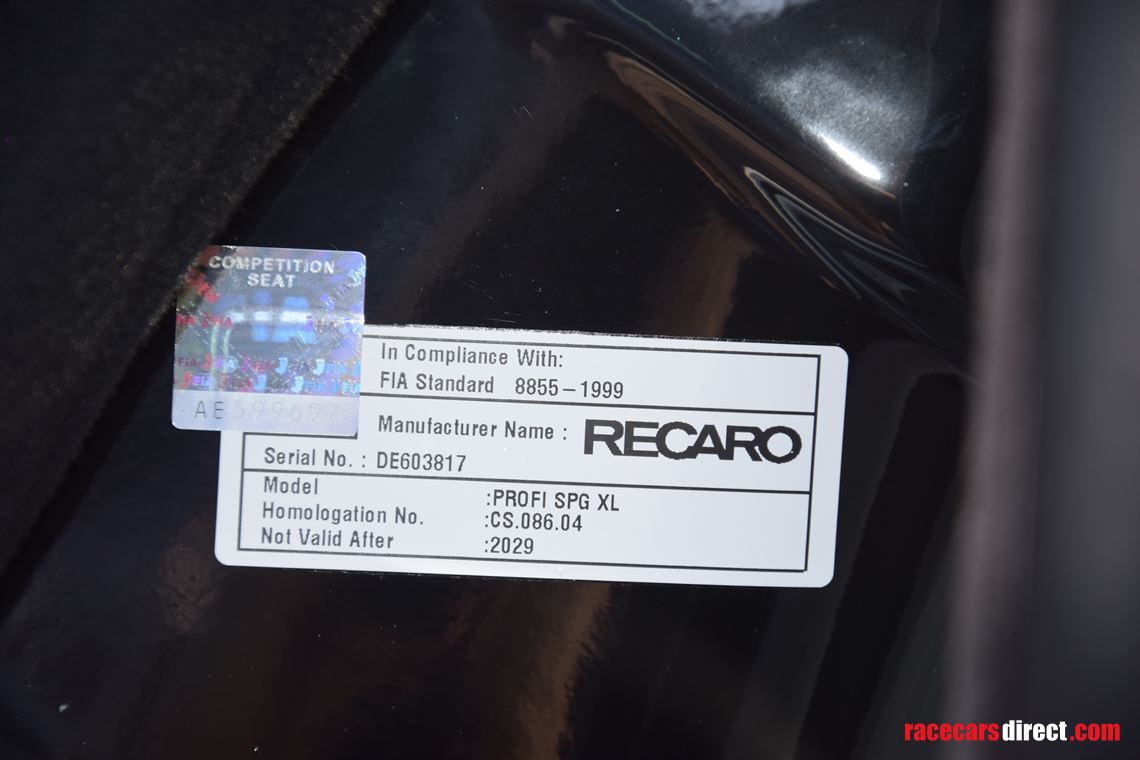 COMPETITION
SEAT
In Compliance With:
FIA Standard 8855-1999
Manufacturer Name : RECARO
Serial No. : DE603817
Model :PROFI SPG XL
Homologation No. :CS.086.04
Not Valid After :2029
racecarsdirect.com